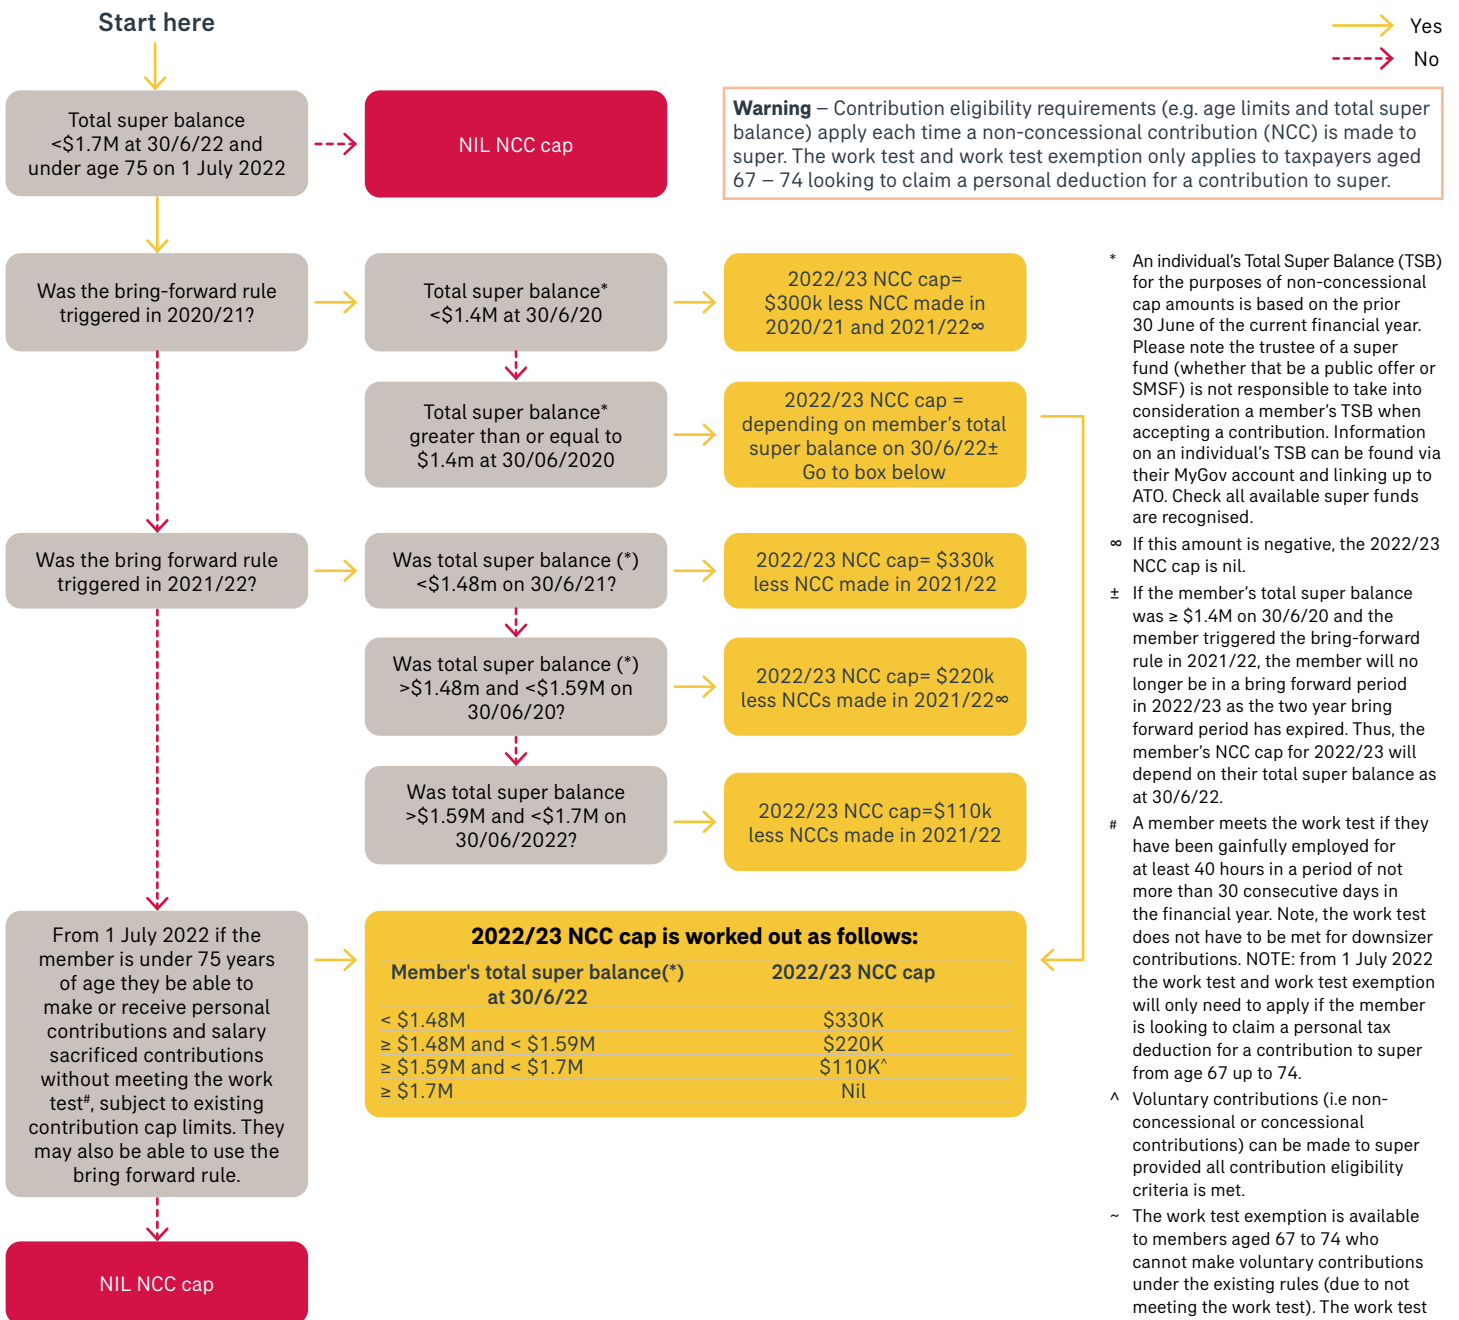 Start here
Yes
No
Total super balance
<$1.7M at 30/6/22 and
under age 75 on 1 July 2022
NIL NCC cap
Warning – Contribution eligibility requirements (e.g. age limits and total super
balance) apply each time a non-concessional contribution (NCC) is made to
super. The work test and work test exemption only applies to taxpayers aged
67 – 74 looking to claim a personal deduction for a contribution to super.
Was the bring-forward rule
triggered in 2020/21?
Total super balance*
<$1.4M at 30/6/20
2022/23 NCC cap=
$300k less NCC made in
2020/21 and 2021/22∞
Total super balance*
greater than or equal to
$1.4m at 30/06/2020
2022/23 NCC cap =
depending on member's total
super balance on 30/6/22±
Go to box below
Was the bring forward rule
triggered in 2021/22?
Was total super balance (*)
<$1.48m on 30/6/21?
2022/23 NCC cap= $330k
less NCC made in 2021/22
Was total super balance (*)
>$1.48m and <$1.59M on
30/06/20?
2022/23 NCC cap= $220k
less NCCs made in 2021/22∞
Was total super balance
>$1.59M and <$1.7M on
30/06/2022?
2022/23 NCC cap=$110k
less NCCs made in 2021/22
From 1 July 2022 if the
member is under 75 years
of age they be able to
make or receive personal
contributions and salary
sacrificed contributions
without meeting the work
test#, subject to existing
contribution cap limits. They
may also be able to use the
bring forward rule.
2022/23 NCC cap is worked out as follows:
Member's total super balance(*) 2022/23 NCC cap
at 30/6/22
< $1.48M $330K
≥ $1.48M and < $1.59M $220K
≥ $1.59M and < $1.7M $110K^
≥ $1.7M Nil
NIL NCC cap
* An individual's Total Super Balance (TSB)
for the purposes of non-concessional
cap amounts is based on the prior
30 June of the current financial year.
Please note the trustee of a super
fund (whether that be a public offer or
SMSF) is not responsible to take into
consideration a member's TSB when
accepting a contribution. Information
on an individual's TSB can be found via
their MyGov account and linking up to
ATO. Check all available super funds
are recognised.
∞ If this amount is negative, the 2022/23
NCC cap is nil.
± If the member's total super balance
was ≥ $1.4M on 30/6/20 and the
member triggered the bring-forward
rule in 2021/22, the member will no
longer be in a bring forward period
in 2022/23 as the two year bring
forward period has expired. Thus, the
member's NCC cap for 2022/23 will
depend on their total super balance as
at 30/6/22.
# A member meets the work test if they
have been gainfully employed for
at least 40 hours in a period of not
more than 30 consecutive days in
the financial year. Note, the work test
does not have to be met for downsizer
contributions. NOTE: from 1 July 2022
the work test and work test exemption
will only need to apply if the member
is looking to claim a personal tax
deduction for a contribution to super
from age 67 up to 74.
^ Voluntary contributions (i.e non-
concessional or concessional
contributions) can be made to super
provided all contribution eligibility
criteria is met.
~ The work test exemption is available
to members aged 67 to 74 who
cannot make voluntary contributions
under the existing rules (due to not
meeting the work test). The work test